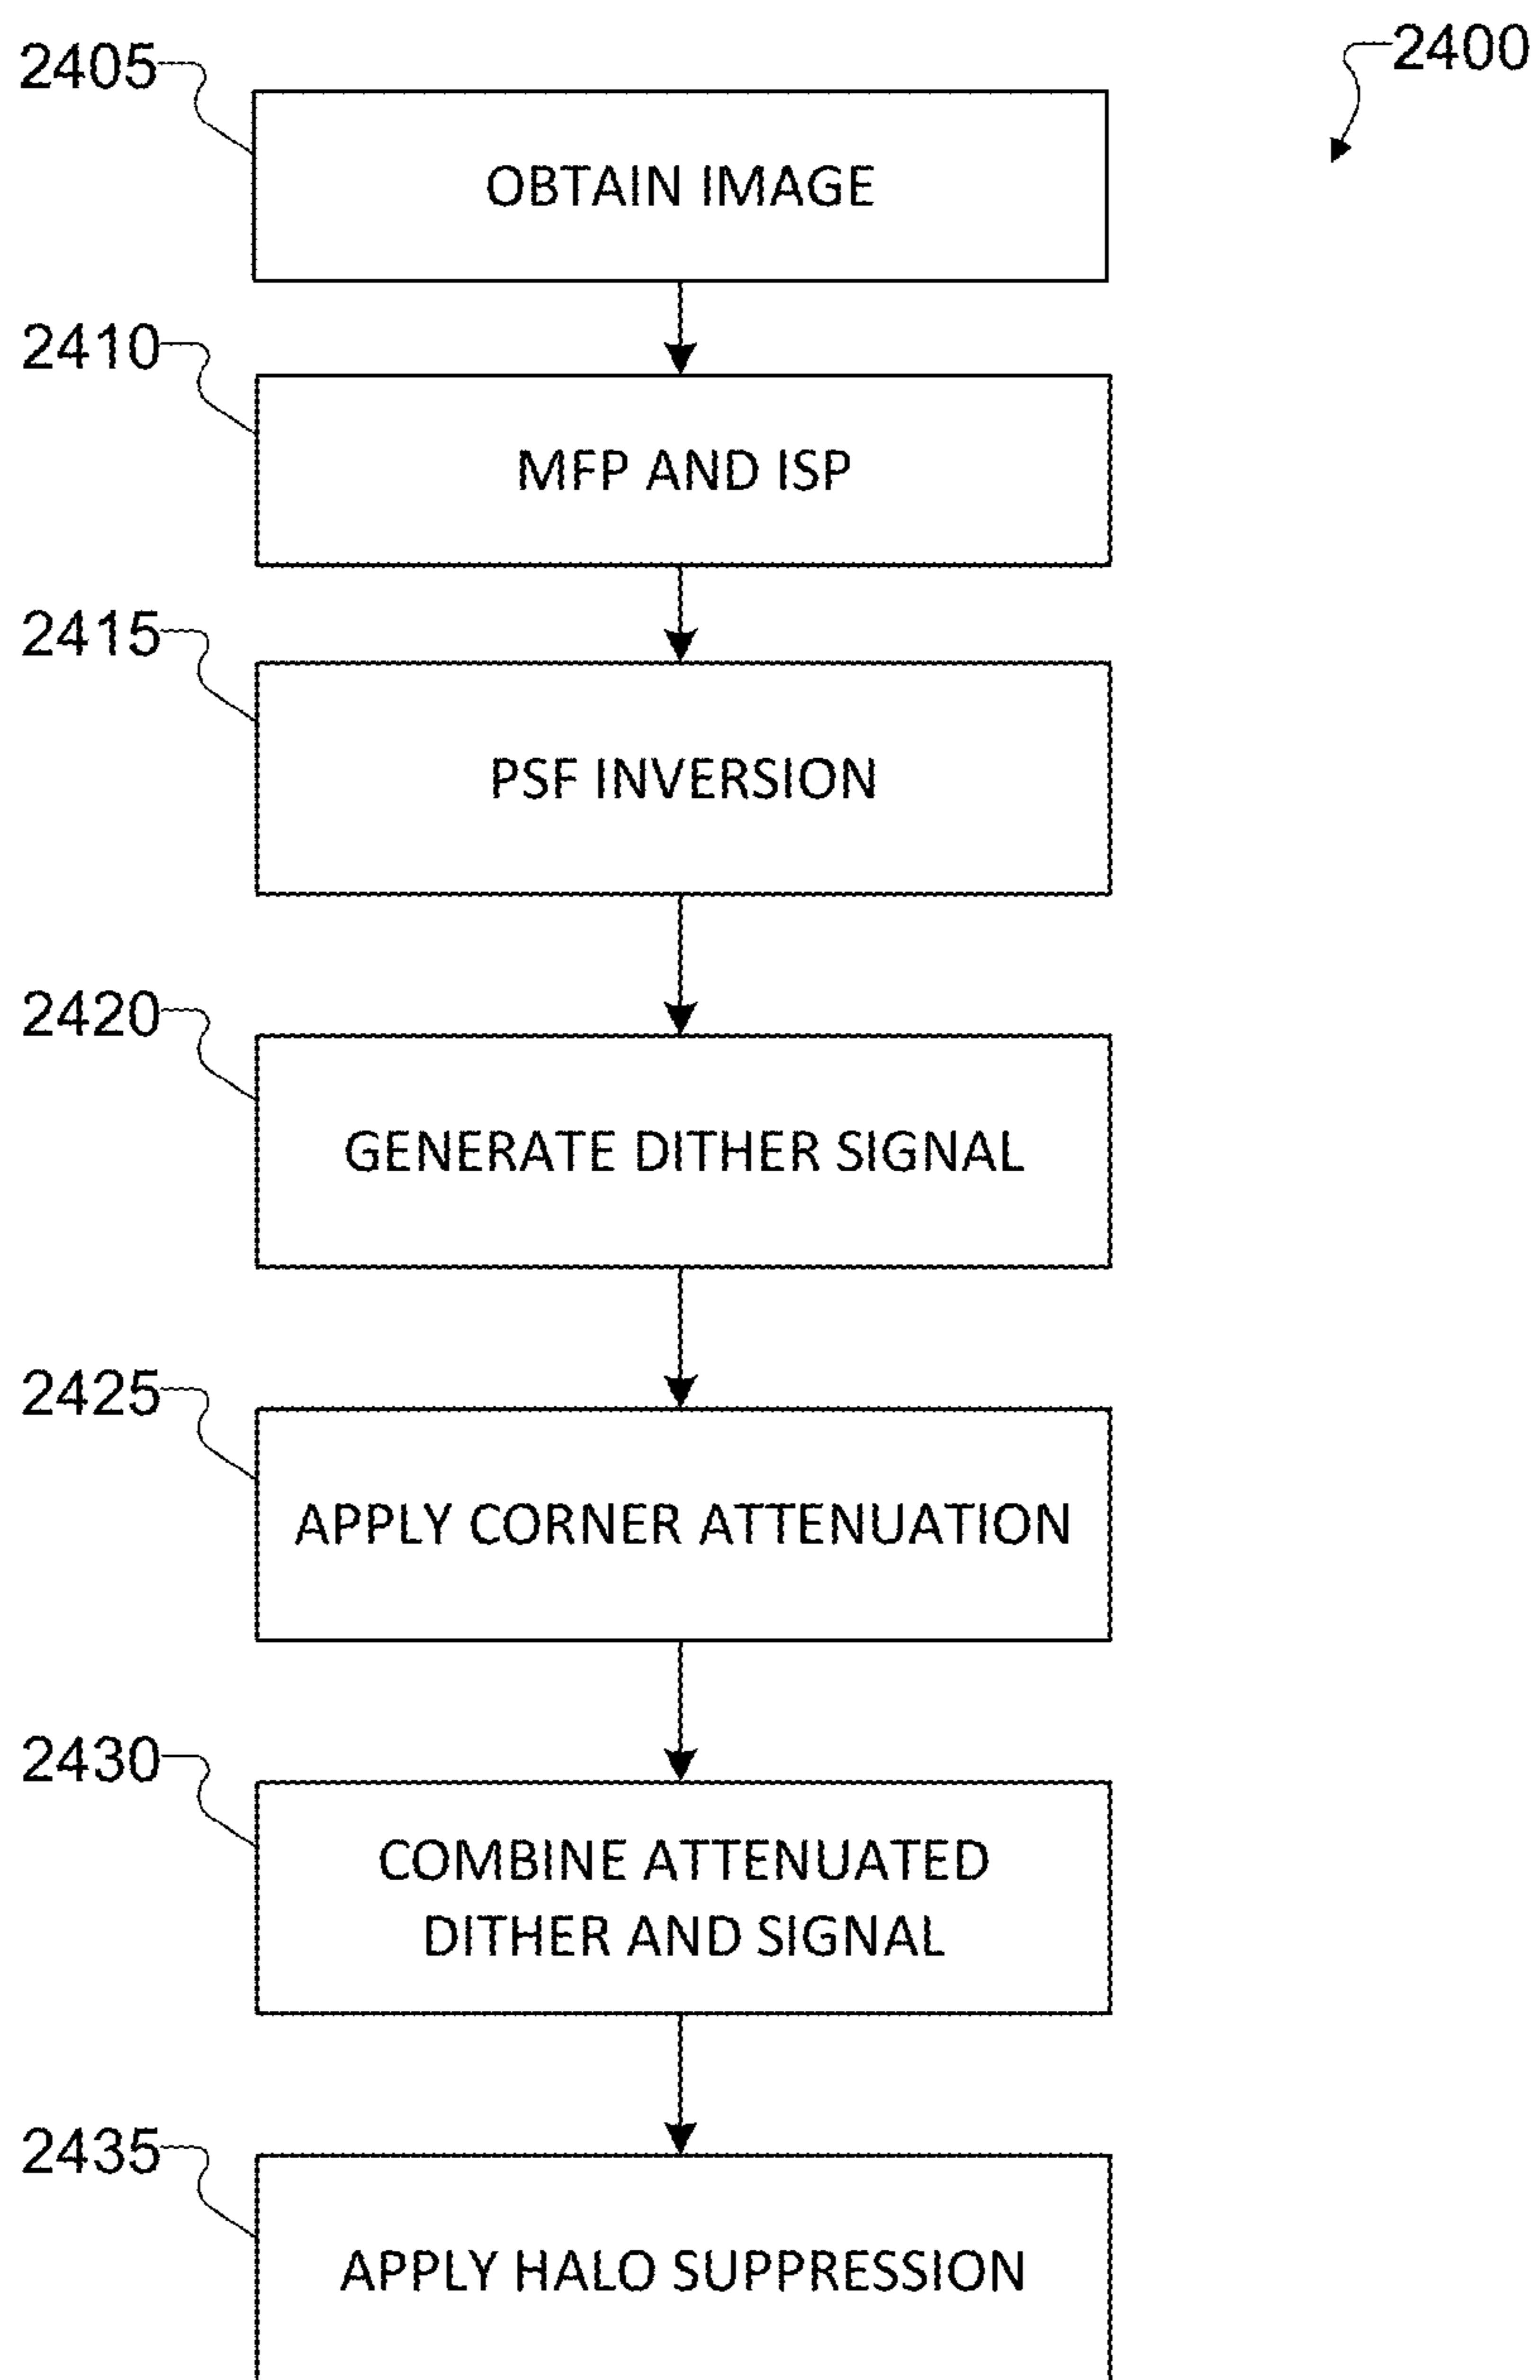 2400
2405
OBTAIN IMAGE
2410
MFP AND ISP
2415
PSF INVERSION
2420
GENERATE DITHER SIGNAL
2425
APPLY CORNER ATTENUATION
2430
COMBINE ATTENUATED
DITHER AND SIGNAL
2435
APPLY HALO SUPPRESSION